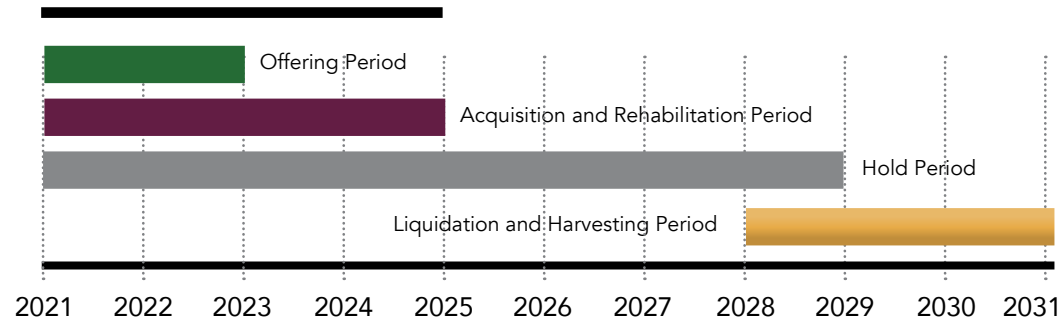 Offering Period
Acquisition and Rehabilitation Period
Hold Period
Liquidation and Harvesting Period
2021 2022 2023 2024 2025 2026 2027 2028 2029 2030 2031